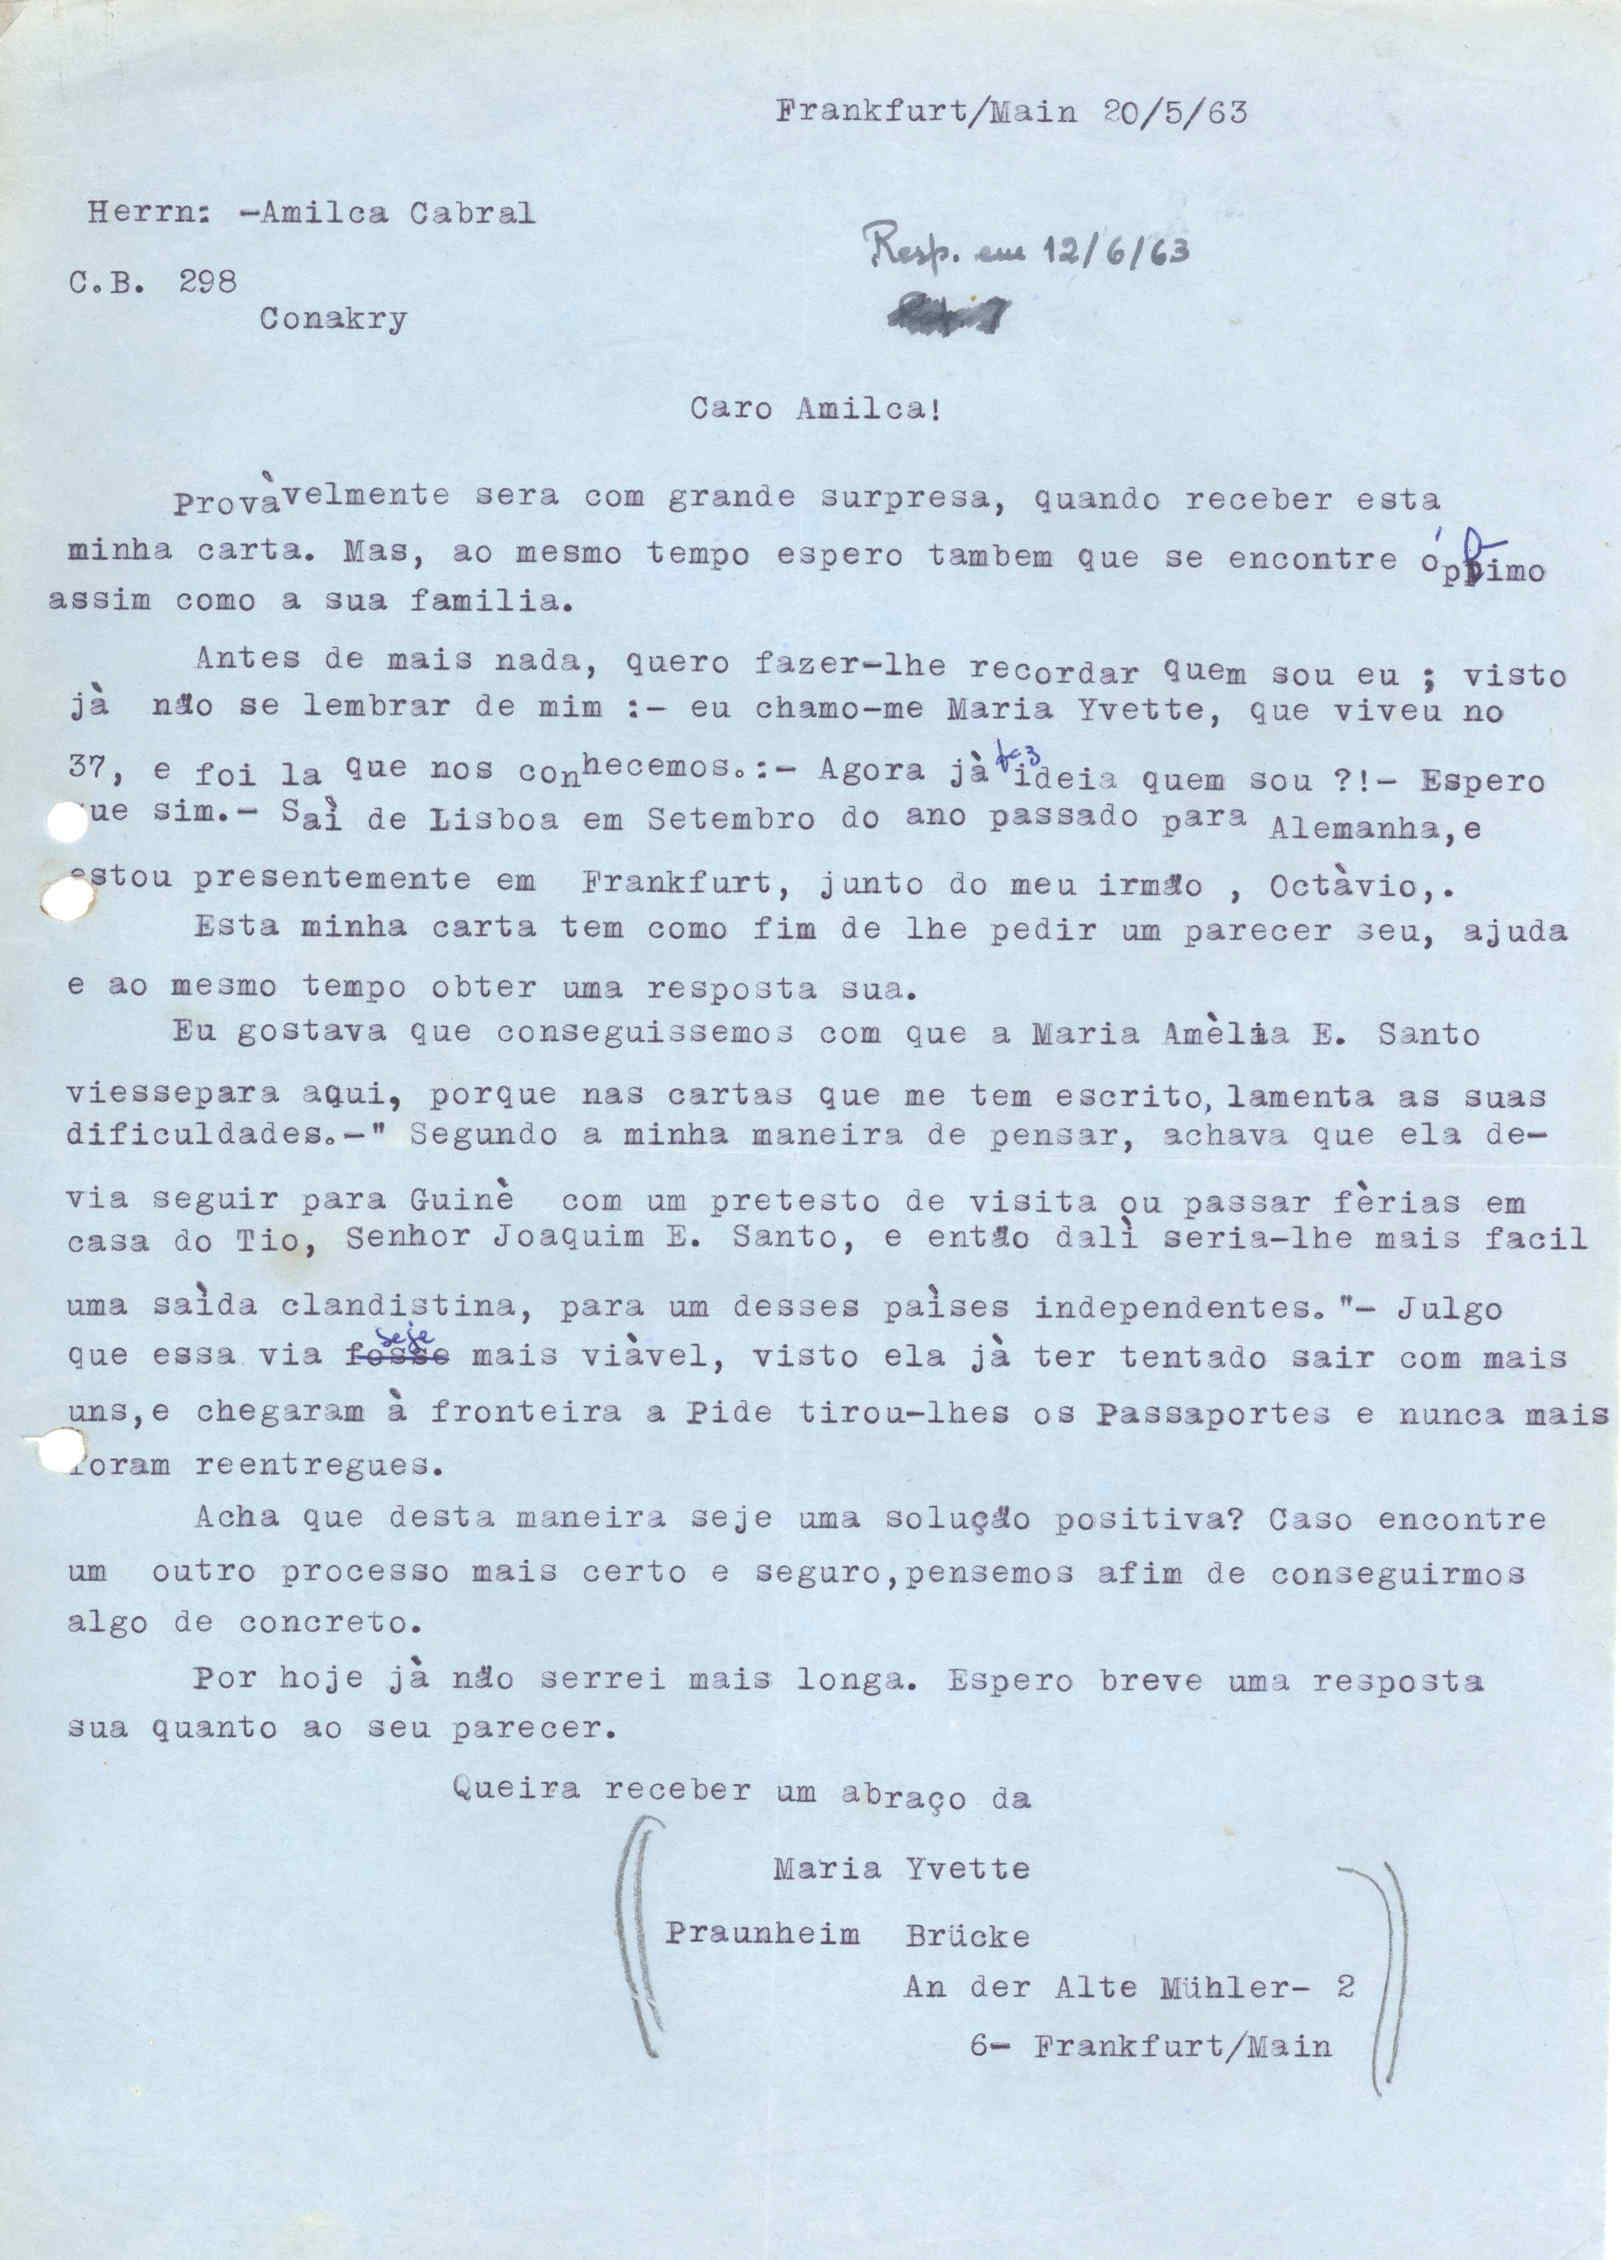 Frankfurt/Main 20/5/63
Herrn: -Amilca Cabral
Resp. em 12/6/63
C.B. 298
Conakry
Caro Amilca!
Provàvelmente sera com grande surpresa, quando receber esta
minha carta. Mas, ao mesmo tempo espero tambem que se encontre óptimo
assim como a sua familia.
Antes de mais nada, quero fazer-lhe recordar quem sou eu ; visto
jà não se lembrar de mim :- eu chamo-me Maria Yvette, que viveu no
37, e foi la que nos conhecemos.:- Agora jà fez ideia quem sou ?!- Espero
que sim.- Saì de Lisboa em Setembro do ano passado para Alemanha,e
estou presentemente em Frankfurt, junto do meu irmão , Octàvio,.
Esta minha carta tem como fim de lhe pedir um parecer seu, ajuda
e ao mesmo tempo obter uma resposta sua.
Eu gostava que conseguissemos com que a Maria Amèlia E. Santo
viessepara aqui, porque nas cartas que me tem escrito, lamenta as suas
dificuldades.-" Segundo a minha maneira de pensar, achava que ela de-
via seguir para Guinè com um pretesto de visita ou passar fèrias em
casa do Tio, Senhor Joaquim E. Santo, e então dalì seria-lhe mais facil
uma saìda clandistina, para um desses paìses independentes."- Julgo
que essa via fosse seje mais viàvel, visto ela jà ter tentado sair com mais
uns,e chegaram à fronteira a Pide tirou-lhes os Passaportes e nunca mais
foram reentregues.
Acha que desta maneira seje uma solução positiva? Caso encontre
um outro processo mais certo e seguro,pensemos afim de conseguirmos
algo de concreto.
Por hoje jà não serrei mais longa. Espero breve uma resposta
sua quanto ao seu parecer.
Queira receber um abraço da
Maria Yvette
Praunheim Brücke
An der Alte Mühler- 2
6- Frankfurt/Main